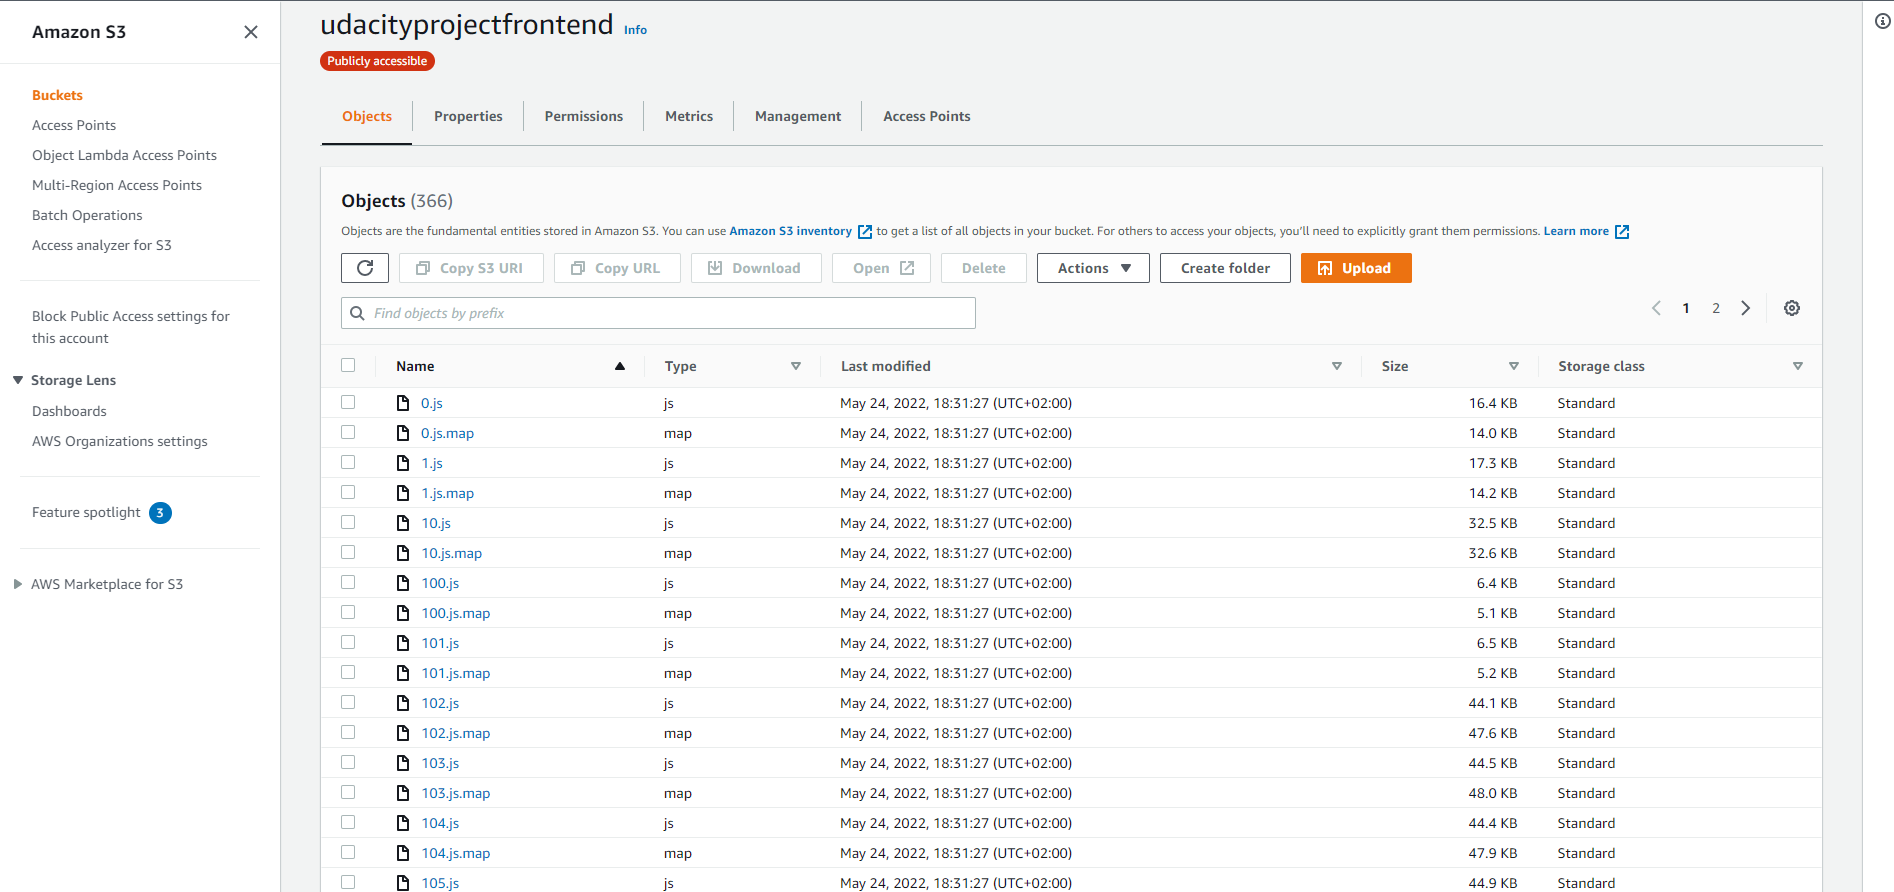 Amazon S3
Buckets
Access Points
Object Lambda Access Points
Multi-Region Access Points
Batch Operations
Access analyzer for S3
Block Public Access settings for
this account
Storage Lens
Dashboards
AWS Organizations settings
Feature spotlight 3
AWS Marketplace for S3
udacityprojectfrontend Info
Publicly accessible
Objects Properties Permissions Metrics Management Access Points
Objects (366)
Objects are the fundamental entities stored in Amazon S3. You can use Amazon S3 inventory to get a list of all objects in your bucket. For others to access your objects, you'll need to explicitly grant them permissions. Learn more
Copy S3 URI Copy URL Download Open Delete Actions Create folder Upload
Find objects by prefix 1 2
Name Type Last modified Size Storage class
0.js js May 24, 2022, 18:31:27 (UTC+02:00) 16.4 KB Standard
0.js.map map May 24, 2022, 18:31:27 (UTC+02:00) 14.0 KB Standard
1.js js May 24, 2022, 18:31:27 (UTC+02:00) 17.3 KB Standard
1.js.map map May 24, 2022, 18:31:27 (UTC+02:00) 14.2 KB Standard
10.js js May 24, 2022, 18:31:27 (UTC+02:00) 32.5 KB Standard
10.js.map map May 24, 2022, 18:31:27 (UTC+02:00) 32.6 KB Standard
100.js js May 24, 2022, 18:31:27 (UTC+02:00) 6.4 KB Standard
100.js.map map May 24, 2022, 18:31:27 (UTC+02:00) 5.1 KB Standard
101.js js May 24, 2022, 18:31:27 (UTC+02:00) 6.5 KB Standard
101.js.map map May 24, 2022, 18:31:27 (UTC+02:00) 5.2 KB Standard
102.js js May 24, 2022, 18:31:27 (UTC+02:00) 44.1 KB Standard
102.js.map map May 24, 2022, 18:31:27 (UTC+02:00) 47.6 KB Standard
103.js js May 24, 2022, 18:31:27 (UTC+02:00) 44.5 KB Standard
103.js.map map May 24, 2022, 18:31:27 (UTC+02:00) 48.0 KB Standard
104.js js May 24, 2022, 18:31:27 (UTC+02:00) 44.4 KB Standard
104.js.map map May 24, 2022, 18:31:27 (UTC+02:00) 47.9 KB Standard
105.js js May 24, 2022, 18:31:27 (UTC+02:00) 44.9 KB Standard